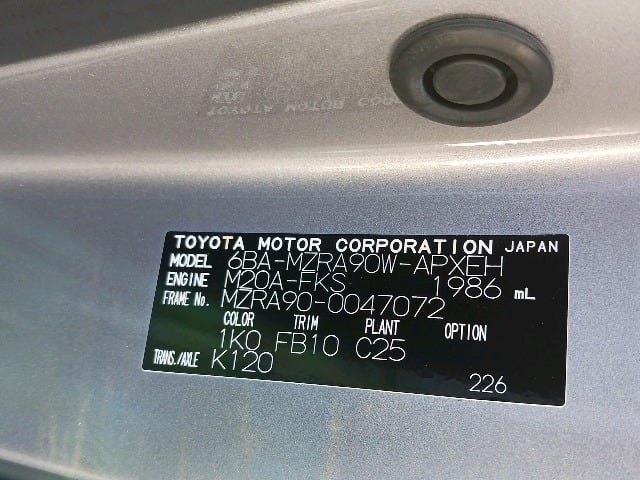 TOYOTA MOTOR CORPORATION JAPAN
MODEL 6BA-MZRA90W-APXEH
ENGINE M20A-FKS 1986 mL
FRAME No. MZRA90-0047072
COLOR TRIM PLANT OPTION
1K0 FB10 C25
TRANS./AXLE K120
226